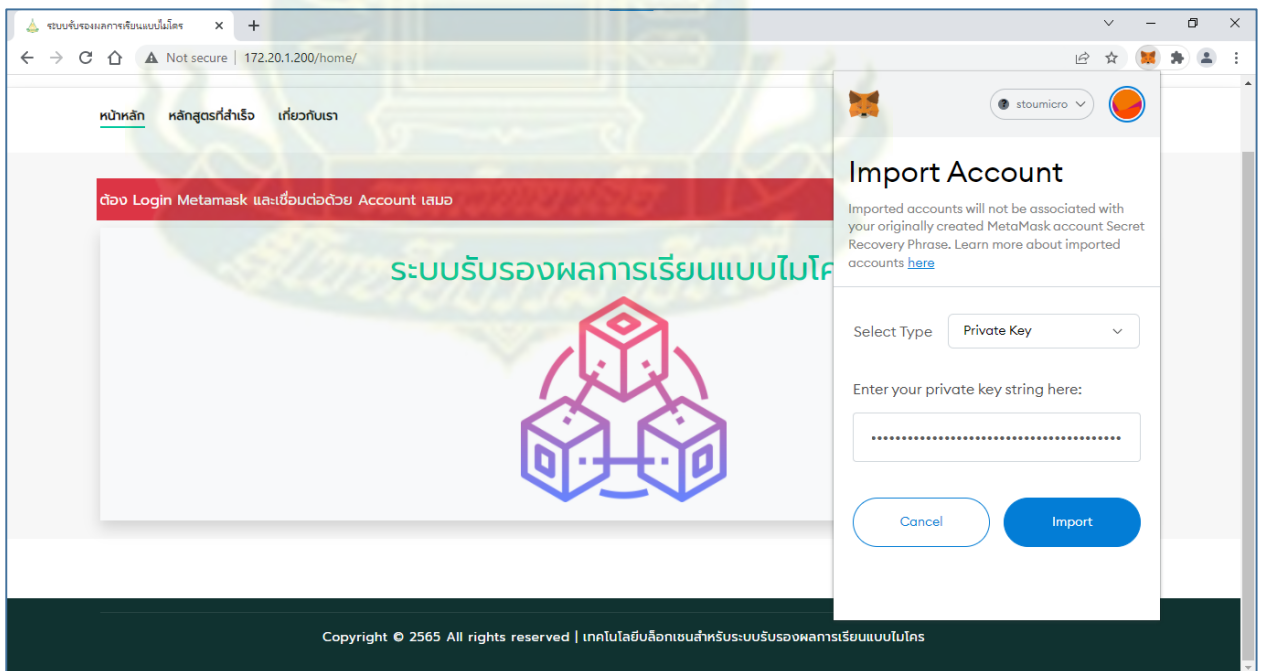 ระบบรับรองผลการเรียนแบบไมโคร
Not secure | 172.20.1.200/home/
หน้าหลัก หลักสูตรที่สำเร็จ เกี่ยวกับเรา
ต้อง Login Metamask และเชื่อมต่อด้วย Account เสมอ
ระบบรับรองผลการเรียนแบบไมโค
stoumicro
Import Account
Imported accounts will not be associated with
your originally created MetaMask account Secret
Recovery Phrase. Learn more about imported
accounts here
Select Type Private Key
Enter your private key string here:
Cancel Import
Copyright © 2565 All rights reserved | เทคโนโลยีบล็อกเชนสำหรับระบบรับรองผลการเรียนแบบไมโคร